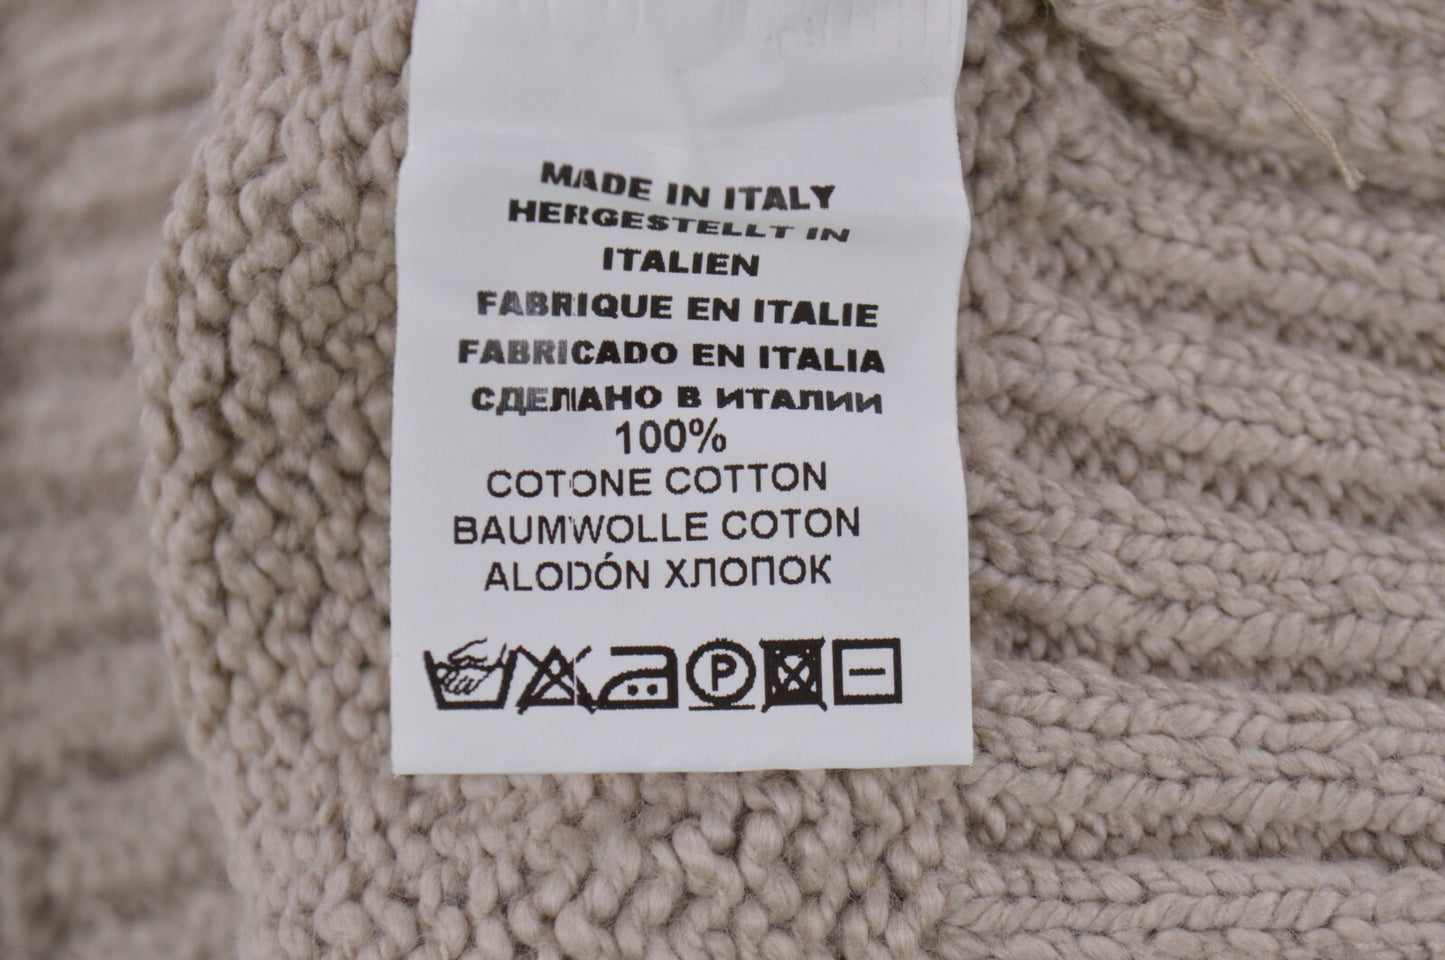 MADE IN ITALY
HERGESTELLT IN
ITALIEN
FABRIQUE EN ITALIE
FABRICADO EN ITALIA
СДЕЛАНО В ИТАЛИИ
100%
COTONE COTTON
BAUMWOLLE COTON
ALODÓN ХЛОПОК
P